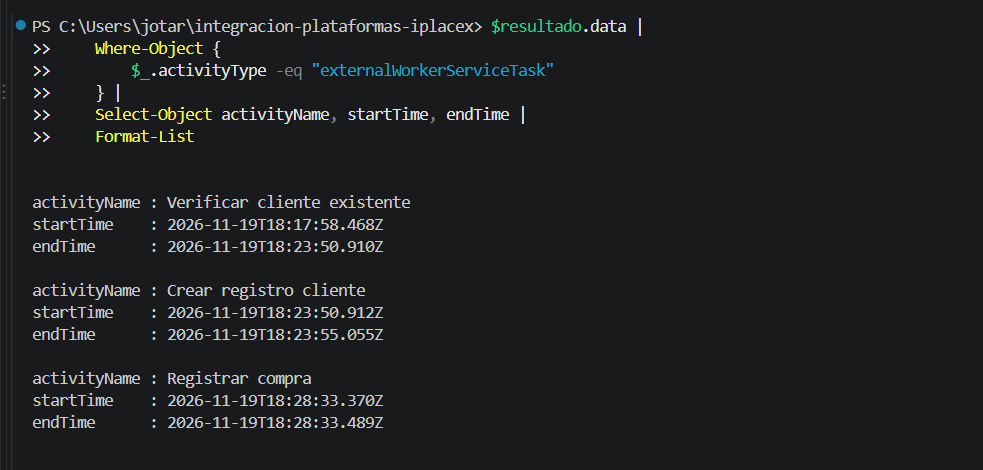 PS C:\Users\jotar\integracion-plataformas-iplacex> $resultado.data |
>>     Where-Object {
>>         $_.activityType -eq "externalWorkerServiceTask"
>>     } |
>>     Select-Object activityName, startTime, endTime |
>>     Format-List
activityName : Verificar cliente existente
startTime    : 2026-11-19T18:17:58.468Z
endTime      : 2026-11-19T18:23:50.910Z
activityName : Crear registro cliente
startTime    : 2026-11-19T18:23:50.912Z
endTime      : 2026-11-19T18:23:55.055Z
activityName : Registrar compra
startTime    : 2026-11-19T18:28:33.370Z
endTime      : 2026-11-19T18:28:33.489Z